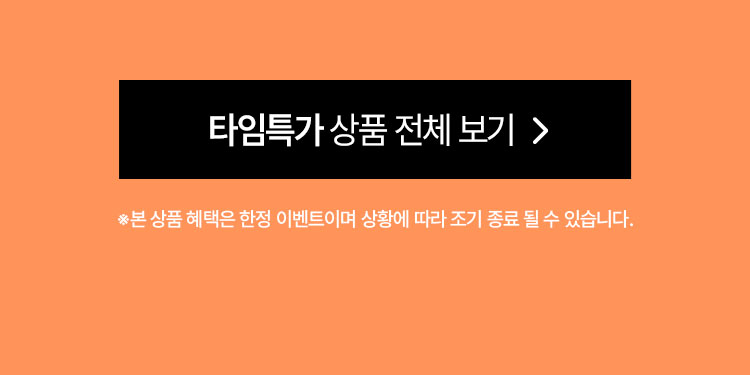 타임특가 상품 전체 보기 >
※본 상품 혜택은 한정 이벤트이며 상황에 따라 조기 종료 될 수 있습니다.